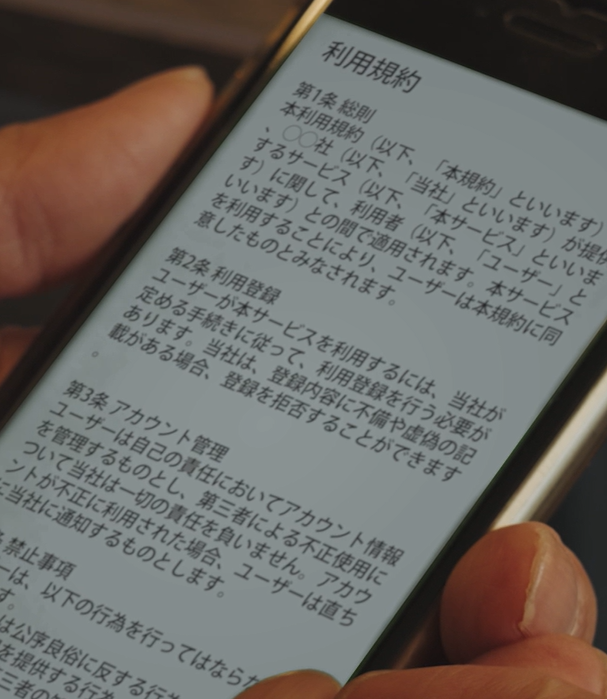 利用規約
第1条 総則
本利用規約（以下、「本規約」といいます）
、〇〇社（以下、「当社」といいます）が提供
するサービス（以下、「本サービス」といいま
す）に関して、利用者（以下、「ユーザー」と
いいます）との間で適用されます。本サービス
を利用することにより、ユーザーは本規約に同
意したものとみなされます。
第2条 利用登録
ユーザーが本サービスを利用するには、当社が
定める手続きに従って、利用登録を行う必要が
あります。当社は、登録内容に不備や虚偽の記
載がある場合、登録を拒否することができます
。
第3条 アカウント管理
ユーザーは自己の責任においてアカウント情報
を管理するものとし、第三者による不正使用に
ついて当社は一切の責任を負いません。アカウ
ントが不正に利用された場合、ユーザーは直ち
に当社に通知するものとします。
禁止事項
ーは、以下の行為を行ってはならな
す。
は公序良俗に反する行為
を提供する行為
三者の